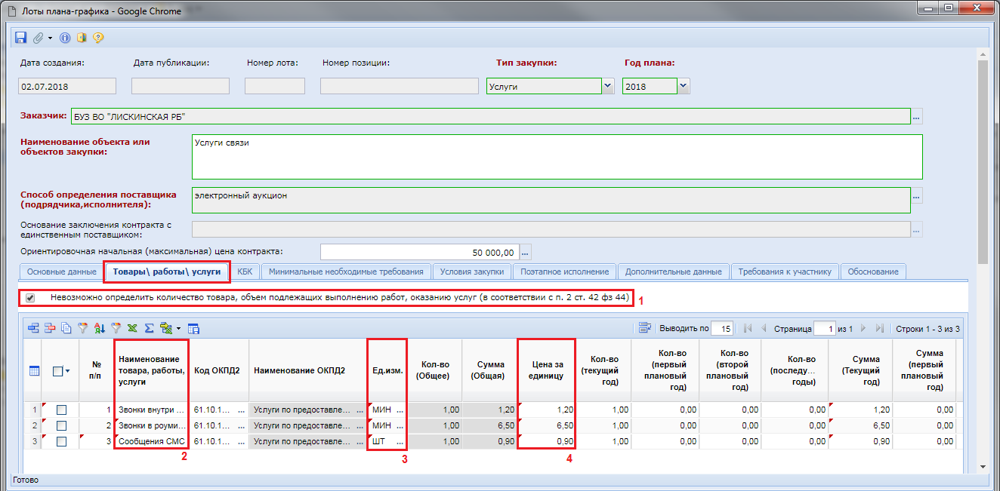 Лоты плана-графика - Google Chrome
Дата создания: Дата публикации: Номер лота: Номер позиции: Тип закупки: Год плана:
02.07.2018 Услуги 2018
Заказчик: БУЗ ВО "ЛИСКИНСКАЯ РБ" ...
Наименование объекта или
объектов закупки:
Услуги связи
Способ определения поставщика
(подрядчика,исполнителя):
электронный аукцион ...
Основание заключения контракта с
единственным поставщиком:
...
Ориентировочная начальная (максимальная) цена контракта: 50 000,00 ...
Основные данные Товары\ работы\ услуги КБК Минимальные необходимые требования Условия закупки Поэтапное исполнение Дополнительные данные Требования к участнику Обоснование
Невозможно определить количество товара, объем подлежащих выполнению работ, оказанию услуг (в соответствии с п. 2 ст. 42 фз 44) 1
Выводить по 15 Страница 1 из 1 Строки 1 - 3 из 3
№
п/п
Наименование
товара, работы,
услуги
Код ОКПД2
Наименование ОКПД2
Ед.изм.
Кол-во
(Общее)
Сумма
(Общая)
Цена за
единицу
Кол-во
(текущий
год)
Кол-во
(первый
плановый
год)
Кол-во
(второй
плановый
год)
Кол-во
(последу...
годы)
Сумма
(Текущий
год)
Сумма
(первый
плановый
год)
1 1 Звонки внутри ... 61.10.1... ... Услуги по предоставле... ... МИН ... 1,00 1,20 1,20 1,00 0,00 0,00 0,00 1,20 0,00
2 2 Звонки в роуми... 61.10.1... ... Услуги по предоставле... ... МИН ... 1,00 6,50 6,50 1,00 0,00 0,00 0,00 6,50 0,00
3 3 Сообщения СМС 61.10.1... ... Услуги по предоставле... ... ШТ ... 1,00 0,90 0,90 1,00 0,00 0,00 0,00 0,90 0,00
2 3 4
Готово